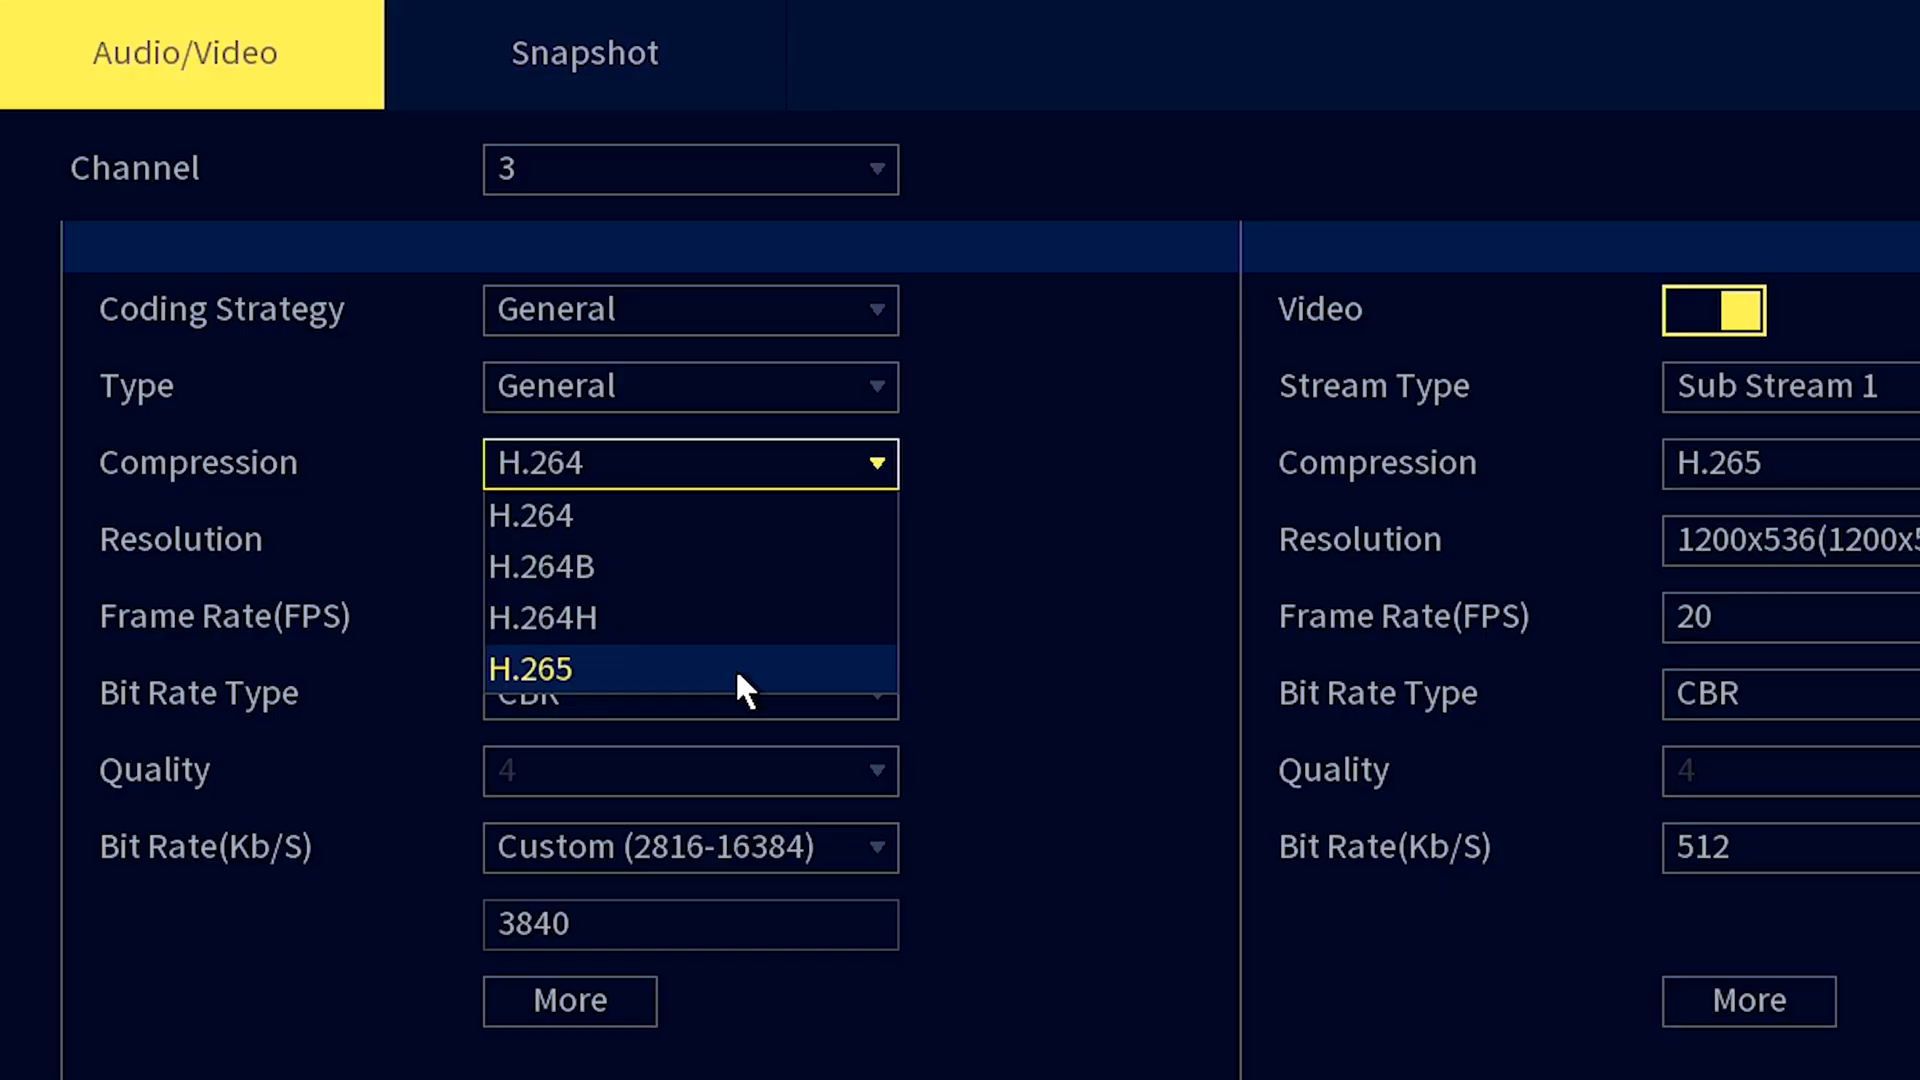 Audio/Video
Snapshot
Channel
3
Coding Strategy
General
Type
General
Compression
H.264
H.264
H.264B
H.264H
H.265
Resolution
Frame Rate(FPS)
Bit Rate Type
CBR
Quality
4
Bit Rate(Kb/S)
Custom (2816-16384)
3840
More
Video
Stream Type
Sub Stream 1
Compression
H.265
Resolution
1200x536(1200x5
Frame Rate(FPS)
20
Bit Rate Type
CBR
Quality
4
Bit Rate(Kb/S)
512
More